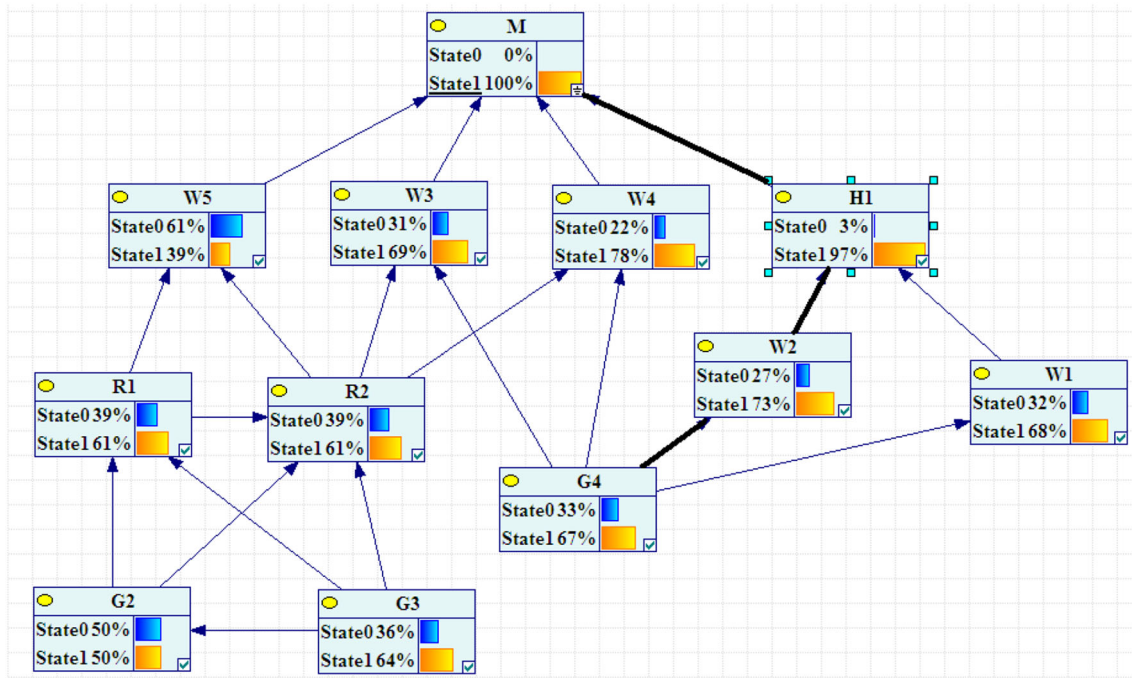 M
State0 0%
State1 100%
W5
State0 61%
State1 39%
W3
State0 31%
State1 69%
W4
State0 22%
State1 78%
H1
State0 3%
State1 97%
W2
State0 27%
State1 73%
W1
State0 32%
State1 68%
R1
State0 39%
State1 61%
R2
State0 39%
State1 61%
G4
State0 33%
State1 67%
G2
State0 50%
State1 50%
G3
State0 36%
State1 64%